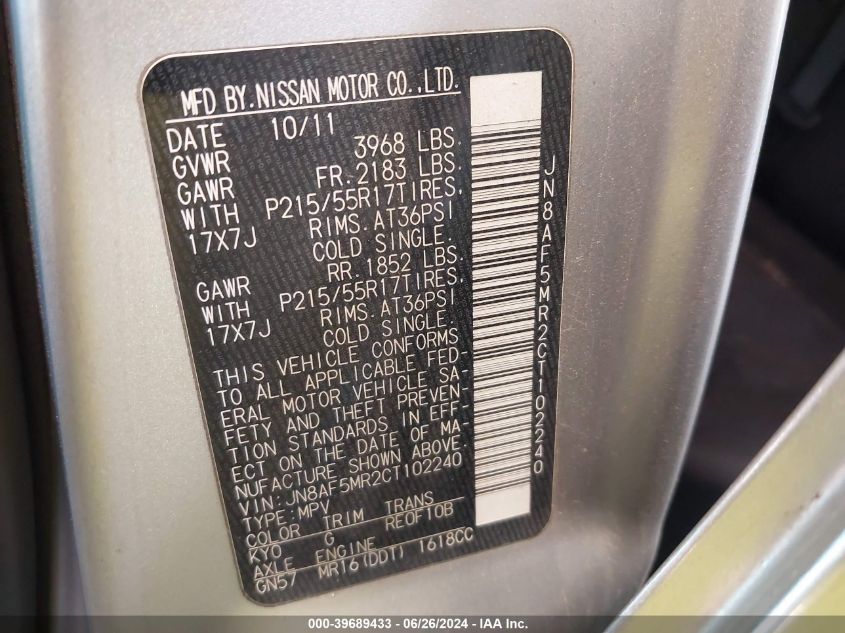 MFD BY.NISSAN MOTOR CO.,LTD.
DATE 10/11
GVWR 3968 LBS.
GAWR FR.2183 LBS.
WITH P215/55R17TIRES.
17X7J RIMS.AT36PSI
COLD SINGLE.
GAWR RR.1852 LBS.
WITH P215/55R17TIRES.
17X7J RIMS.AT36PSI
COLD SINGLE.
THIS VEHICLE CONFORMS
TO ALL APPLICABLE FED-
ERAL MOTOR VEHICLE SA-
FETY AND THEFT PREVEN-
TION STANDARDS IN EFF-
ECT ON THE DATE OF MA-
NUFACTURE SHOWN ABOVE.
VIN:JN8AF5MR2CT102240
TYPE:MPV
COLOR TRIM TRANS
KY0 G RE0F10B
AXLE ENGINE
GN57 MR16(DDT) 1618CC
JN8AF5MR2CT102240
000-39689433 / 06/26/2024 - IAA Inc.